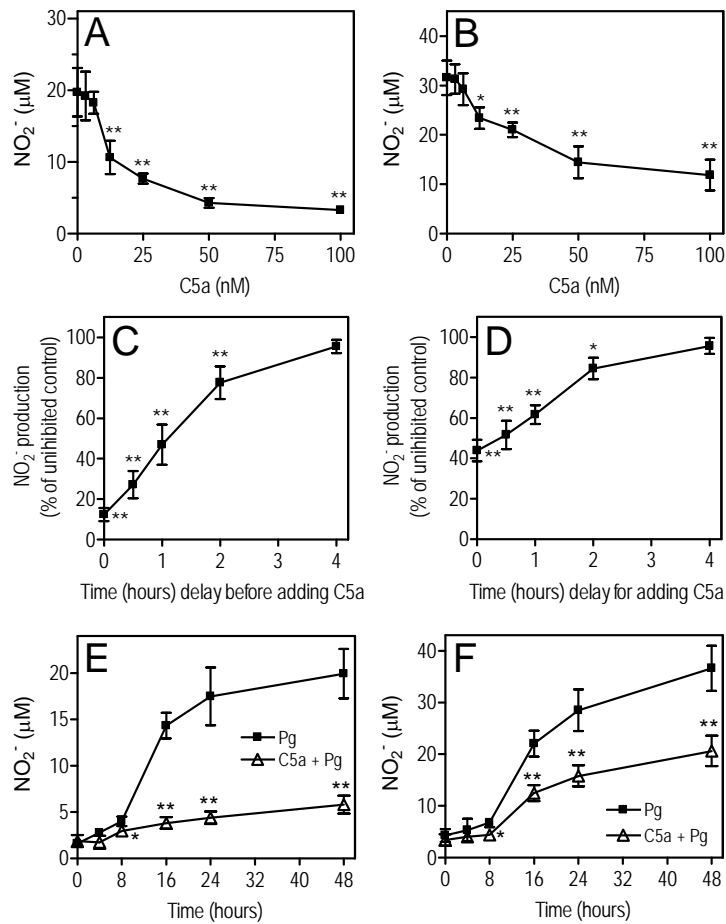 A
NO₂⁻ (μM)
30
20
10
0
**
**
**
**
0 25 50 75 100
C5a (nM)
B
NO₂⁻ (μM)
40
30
20
10
0
*
**
**
**
0 25 50 75 100
C5a (nM)
C
NO₂⁻ production
(% of uninhibited control)
100
80
60
40
20
0
**
**
**
**
0 1 2 3 4
Time (hours) delay before adding C5a
D
NO₂⁻ production
(% of uninhibited control)
100
80
60
40
20
0
*
**
**
**
0 1 2 3 4
Time (hours) delay for adding C5a
E
NO₂⁻ (μM)
20
15
10
5
0
Pg
C5a + Pg
*
**
**
**
0 8 16 24 32 40 48
Time (hours)
F
NO₂⁻ (μM)
40
30
20
10
0
**
**
**
*
Pg
C5a + Pg
0 8 16 24 32 40 48
Time (hours)